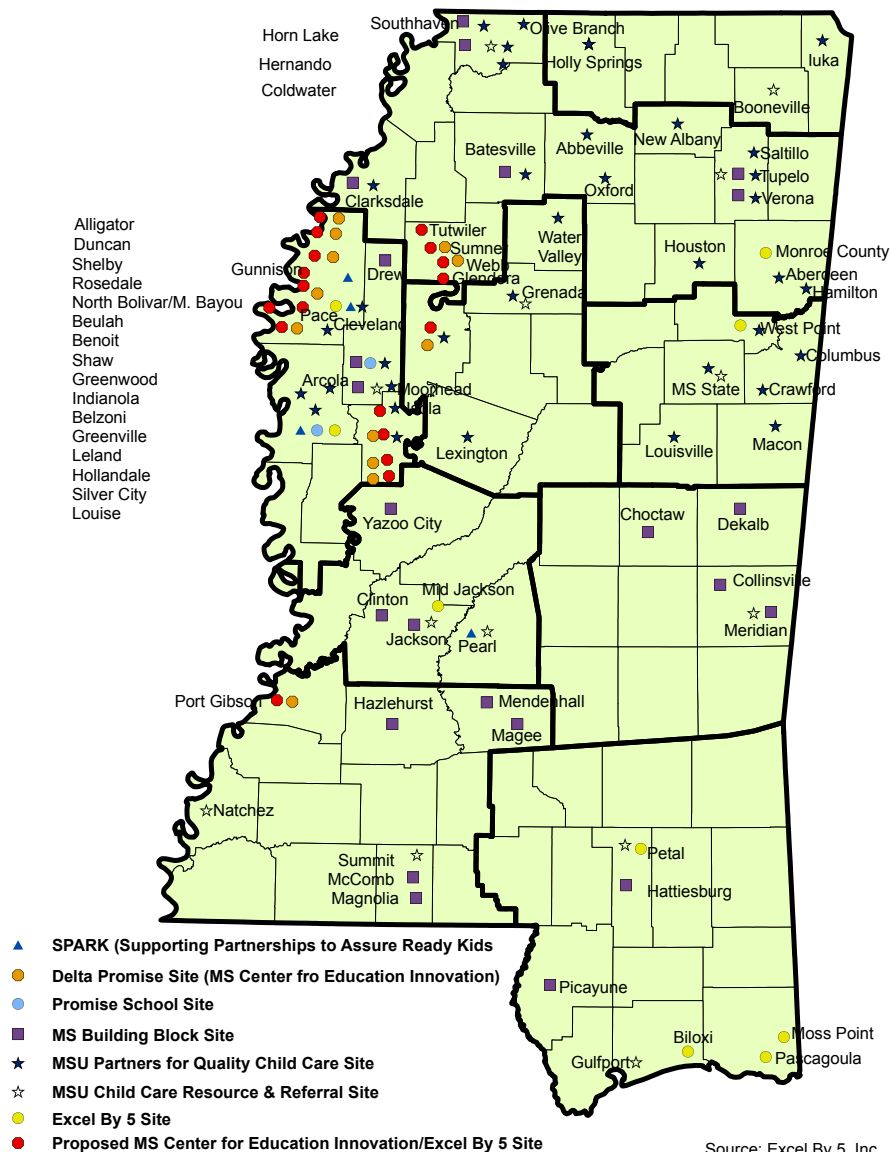 Southhaven
Olive Branch
Horn Lake
Holly Springs
Iuka
Hernando
Coldwater
Booneville
New Albany
Abbeville
Batesville
Saltillo
Tupelo
Oxford
Verona
Clarksdale
Alligator
Duncan
Shelby
Rosedale
North Bolivar/M. Bayou
Beulah
Benoit
Shaw
Greenwood
Indianola
Belzoni
Greenville
Leland
Hollandale
Silver City
Louise
Tutwiler
Water
Valley
Sumner
Webb
Glendora
Houston
Monroe County
Gunnison
Drew
Aberdeen
Hamilton
Grenada
Pace
Cleveland
West Point
Columbus
Arcola
Moorhead
MS State
Crawford
Macon
Lexington
Louisville
Yazoo City
Choctaw
Dekalb
Collinsville
Mid Jackson
Clinton
Meridian
Jackson
Pearl
Port Gibson
Hazlehurst
Mendenhall
Magee
Natchez
Summit
McComb
Magnolia
Petal
Hattiesburg
Picayune
Biloxi
Moss Point
Pascagoula
Gulfport
SPARK (Supporting Partnerships to Assure Ready Kids
Delta Promise Site (MS Center fro Education Innovation)
Promise School Site
MS Building Block Site
MSU Partners for Quality Child Care Site
MSU Child Care Resource & Referral Site
Excel By 5 Site
Proposed MS Center for Education Innovation/Excel By 5 Site
Source: Excel By 5, Inc